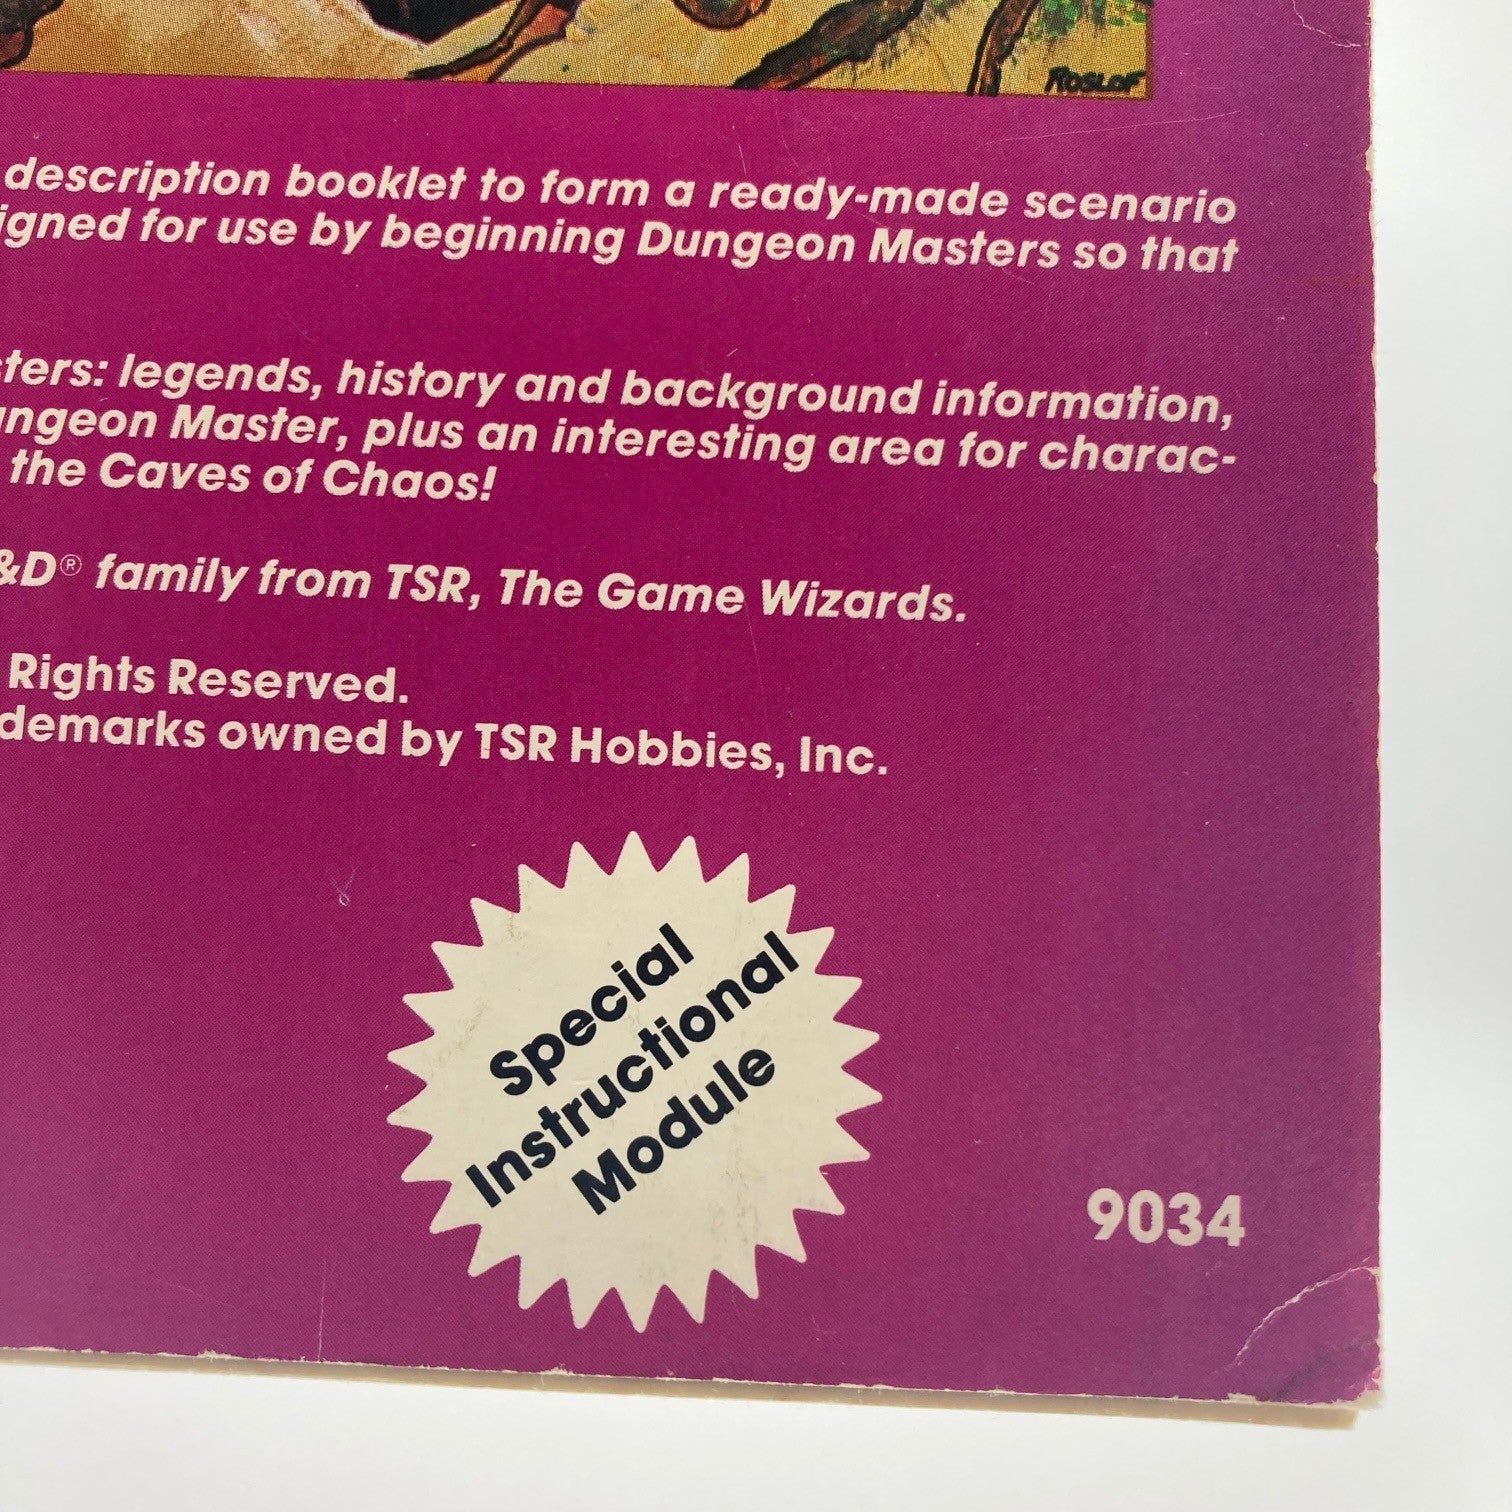 ROSLOF
description booklet to form a ready-made scenario
igned for use by beginning Dungeon Masters so that
ters: legends, history and background information,
ngeon Master, plus an interesting area for charac-
the Caves of Chaos!
&D® family from TSR, The Game Wizards.
Rights Reserved.
demarks owned by TSR Hobbies, Inc.
Special
Instructional
Module
9034